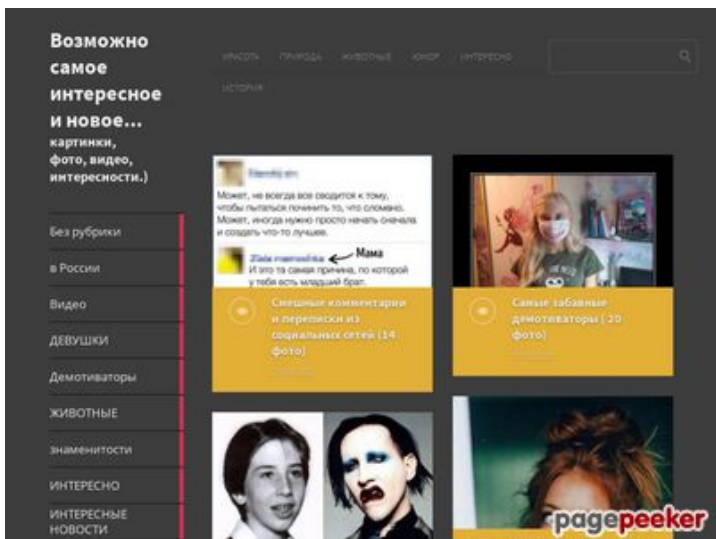 Возможно
самое
интересное
и новое...
картинки,
фото, видео,
интересности.)
КРАСОТА ПРИРОДА ЖИВОТНЫЕ ЮМОР ИНТЕРЕСНО
ИСТОРИЯ
Без рубрики
в России
Видео
ДЕВУШКИ
Демотиваторы
ЖИВОТНЫЕ
знаменитости
ИНТЕРЕСНО
ИНТЕРЕСНЫЕ
НОВОСТИ
Может, не всегда все сводится к тому,
чтобы пытаться починить то, что сломано.
Может, иногда нужно просто начать сначала
и создать что-то лучшее.
Мама
И это та самая причина, по которой
у тебя есть младший брат.
Смешные комментарии
и переписки из
социальных сетей (14
фото)
Самые забавные
демотиваторы ( 20
фото)
pagepeeker